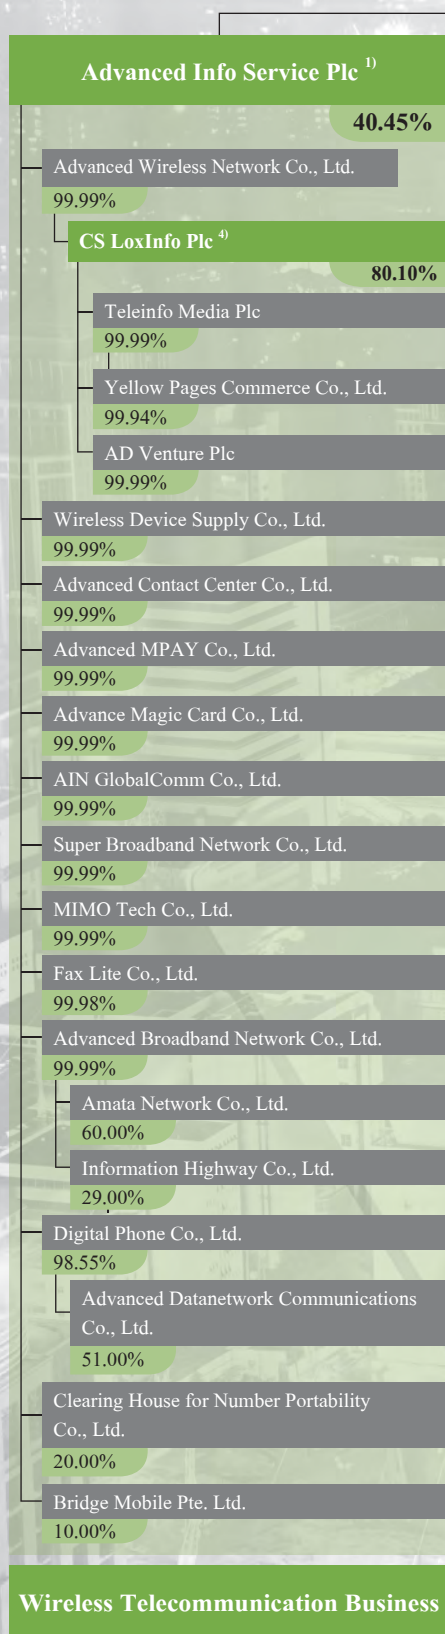 Advanced Info Service Plc 1)
40.45%
Advanced Wireless Network Co., Ltd.
99.99%
CS LoxInfo Plc 4)
80.10%
Teleinfo Media Plc
99.99%
Yellow Pages Commerce Co., Ltd.
99.94%
AD Venture Plc
99.99%
Wireless Device Supply Co., Ltd.
99.99%
Advanced Contact Center Co., Ltd.
99.99%
Advanced MPAY Co., Ltd.
99.99%
Advance Magic Card Co., Ltd.
99.99%
AIN GlobalComm Co., Ltd.
99.99%
Super Broadband Network Co., Ltd.
99.99%
MIMO Tech Co., Ltd.
99.99%
Fax Lite Co., Ltd.
99.98%
Advanced Broadband Network Co., Ltd.
99.99%
Amata Network Co., Ltd.
60.00%
Information Highway Co., Ltd.
29.00%
Digital Phone Co., Ltd.
98.55%
Advanced Datanetwork Communications
Co., Ltd.
51.00%
Clearing House for Number Portability
Co., Ltd.
20.00%
Bridge Mobile Pte. Ltd.
10.00%
Wireless Telecommunication Business